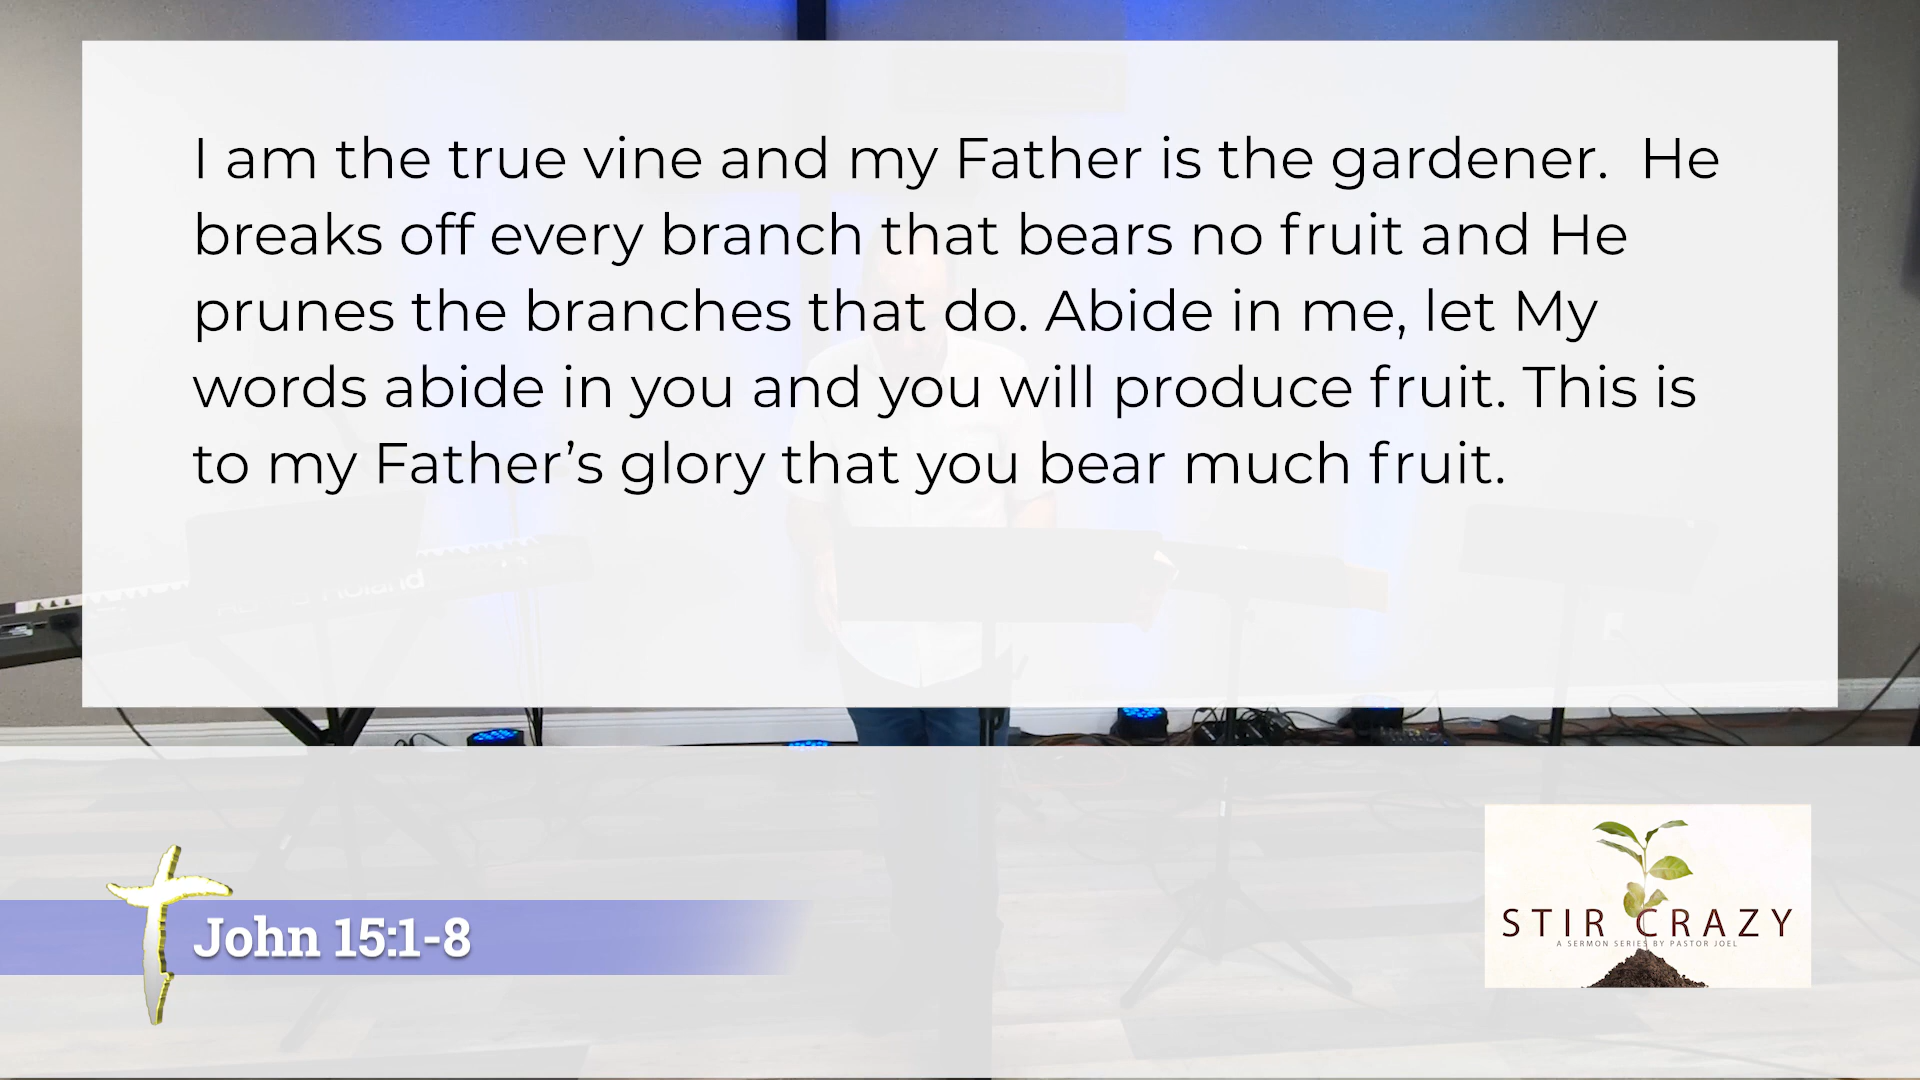 I am the true vine and my Father is the gardener.  He
breaks off every branch that bears no fruit and He
prunes the branches that do. Abide in me, let My
words abide in you and you will produce fruit. This is
to my Father’s glory that you bear much fruit.
Roland
John 15:1-8
STIR CRAZY
A SERMON SERIES BY PASTOR JOEL